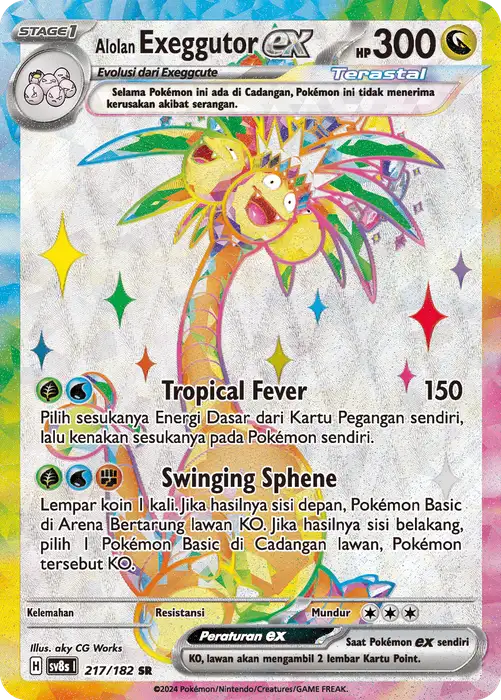 STAGE1
Alolan Exeggutor ex HP 300
Evolusi dari Exeggcute
Terastal
Selama Pokémon ini ada di Cadangan, Pokémon ini tidak menerima
kerusakan akibat serangan.
Tropical Fever 150
Pilih sesukanya Energi Dasar dari Kartu Pegangan sendiri,
lalu kenakan sesukanya pada Pokémon sendiri.
Swinging Sphene
Lempar koin 1 kali. Jika hasilnya sisi depan, Pokémon Basic
di Arena Bertarung lawan KO. Jika hasilnya sisi belakang,
pilih 1 Pokémon Basic di Cadangan lawan, Pokémon
tersebut KO.
Kelemahan Resistansi Mundur
Illus. aky CG Works
Peraturan ex
Saat Pokémon ex sendiri
KO, lawan akan mengambil 2 lembar Kartu Point.
H sv8s I 217/182 SR
©2024 Pokémon/Nintendo/Creatures/GAME FREAK.